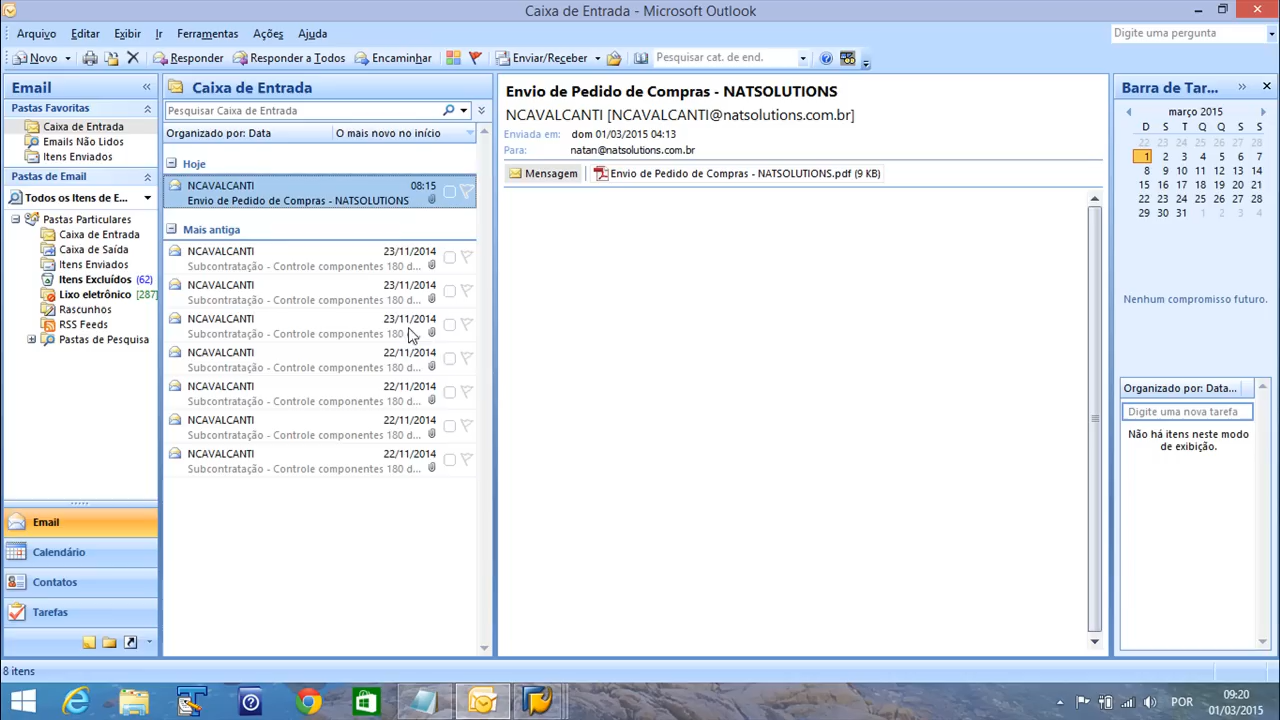 Caixa de Entrada - Microsoft Outlook
Arquivo Editar Exibir Ir Ferramentas Ações Ajuda
Digite uma pergunta
Novo Responder Responder a Todos Encaminhar Enviar/Receber Pesquisar cat. de end.
Email
Pastas Favoritas
Caixa de Entrada
Emails Não Lidos
Itens Enviados
Pastas de Email
Todos os Itens de E...
Pastas Particulares
Caixa de Entrada
Caixa de Saída
Itens Enviados
Itens Excluídos (62)
Lixo eletrônico [287]
Rascunhos
RSS Feeds
Pastas de Pesquisa
Email
Calendário
Contatos
Tarefas
Caixa de Entrada
Pesquisar Caixa de Entrada
Organizado por: Data O mais novo no início
Hoje
NCAVALCANTI 08:15
Envio de Pedido de Compras - NATSOLUTIONS
Mais antiga
NCAVALCANTI 23/11/2014
Subcontratação - Controle componentes 180 d...
NCAVALCANTI 23/11/2014
Subcontratação - Controle componentes 180 d...
NCAVALCANTI 23/11/2014
Subcontratação - Controle componentes 180
NCAVALCANTI 22/11/2014
Subcontratação - Controle componentes 180 d...
NCAVALCANTI 22/11/2014
Subcontratação - Controle componentes 180 d...
NCAVALCANTI 22/11/2014
Subcontratação - Controle componentes 180 d...
NCAVALCANTI 22/11/2014
Subcontratação - Controle componentes 180 d...
Envio de Pedido de Compras - NATSOLUTIONS
NCAVALCANTI [NCAVALCANTI@natsolutions.com.br]
Enviada em: dom 01/03/2015 04:13
Para: natan@natsolutions.com.br
Mensagem Envio de Pedido de Compras - NATSOLUTIONS.pdf (9 KB)
Barra de Tar...
março 2015
D S T Q Q S S
22 23 24 25 26 27 28
1 2 3 4 5 6 7
8 9 10 11 12 13 14
15 16 17 18 19 20 21
22 23 24 25 26 27 28
29 30 31 1 2 3 4
Nenhum compromisso futuro.
Organizado por: Data...
Digite uma nova tarefa
Não há itens neste modo
de exibição.
8 itens
POR
09:20
01/03/2015